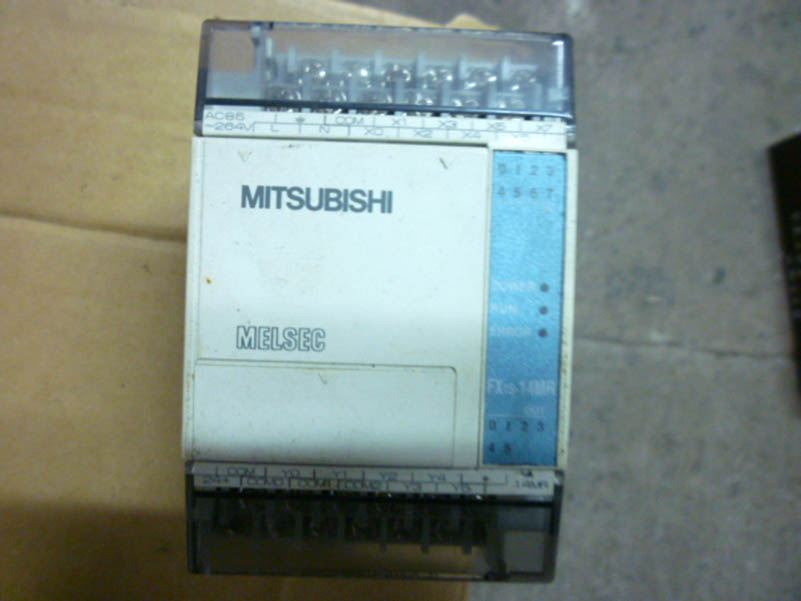 AC85 ⏚ COM X1 X3 X5 X7
~264V L N X0 X2 X4
0 1 2 3
4 5 6 7
MITSUBISHI
POWER
RUN
ERROR
MELSEC
FX1S-14MR
OUT
0 1 2 3
4 5
COM Y0 Y1 Y2 Y4
24+ COM0 COM1 COM2 Y3 Y5 14MR